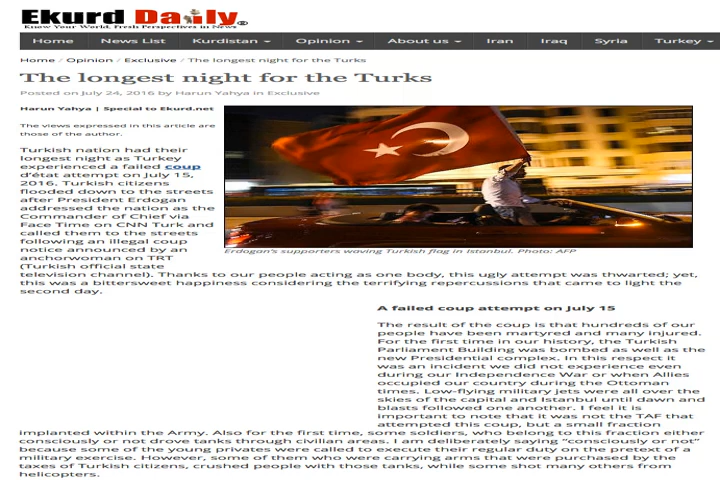 Ekurd Daily®
Know Your World, Fresh Perspectives in News
Home News List Kurdistan Opinion About us Iran Iraq Syria Turkey
Home / Opinion / Exclusive / The longest night for the Turks
The longest night for the Turks
Posted on July 24, 2016 by Harun Yahya in Exclusive
Harun Yahya | Special to Ekurd.net
The views expressed in this article are
those of the author.
Turkish nation had their
longest night as Turkey
experienced a failed coup
d'état attempt on July 15,
2016. Turkish citizens
flooded down to the streets
after President Erdogan
addressed the nation as the
Commander of Chief via
Face Time on CNN Turk and
called them to the streets
following an illegal coup
notice announced by an
anchorwoman on TRT
(Turkish official state
Erdogan's supporters waving Turkish flag in Istanbul. Photo: AFP
television channel). Thanks to our people acting as one body, this ugly attempt was thwarted; yet,
this was a bittersweet happiness considering the terrifying repercussions that came to light the
second day.
A failed coup attempt on July 15
The result of the coup is that hundreds of our
people have been martyred and many injured.
For the first time in our history, the Turkish
Parliament Building was bombed as well as the
new Presidential complex. In this respect it
was an incident we did not experience even
during our Independence War or when Allies
occupied our country during the Ottoman
times. Low-flying military jets were all over the
skies of the capital and Istanbul until dawn and
blasts followed one another. I feel it is
important to note that it was not the TAF that
attempted this coup, but a small fraction
implanted within the Army. Also for the first time, some soldiers, who belong to this fraction either
consciously or not drove tanks through civilian areas. I am deliberately saying "consciously or not"
because some of the young privates were called to execute their regular duty on the pretext of a
military exercise. However, some of them who were carrying arms that were purchased by the
taxes of Turkish citizens, crushed people with those tanks, while some shot many others from
helicopters.